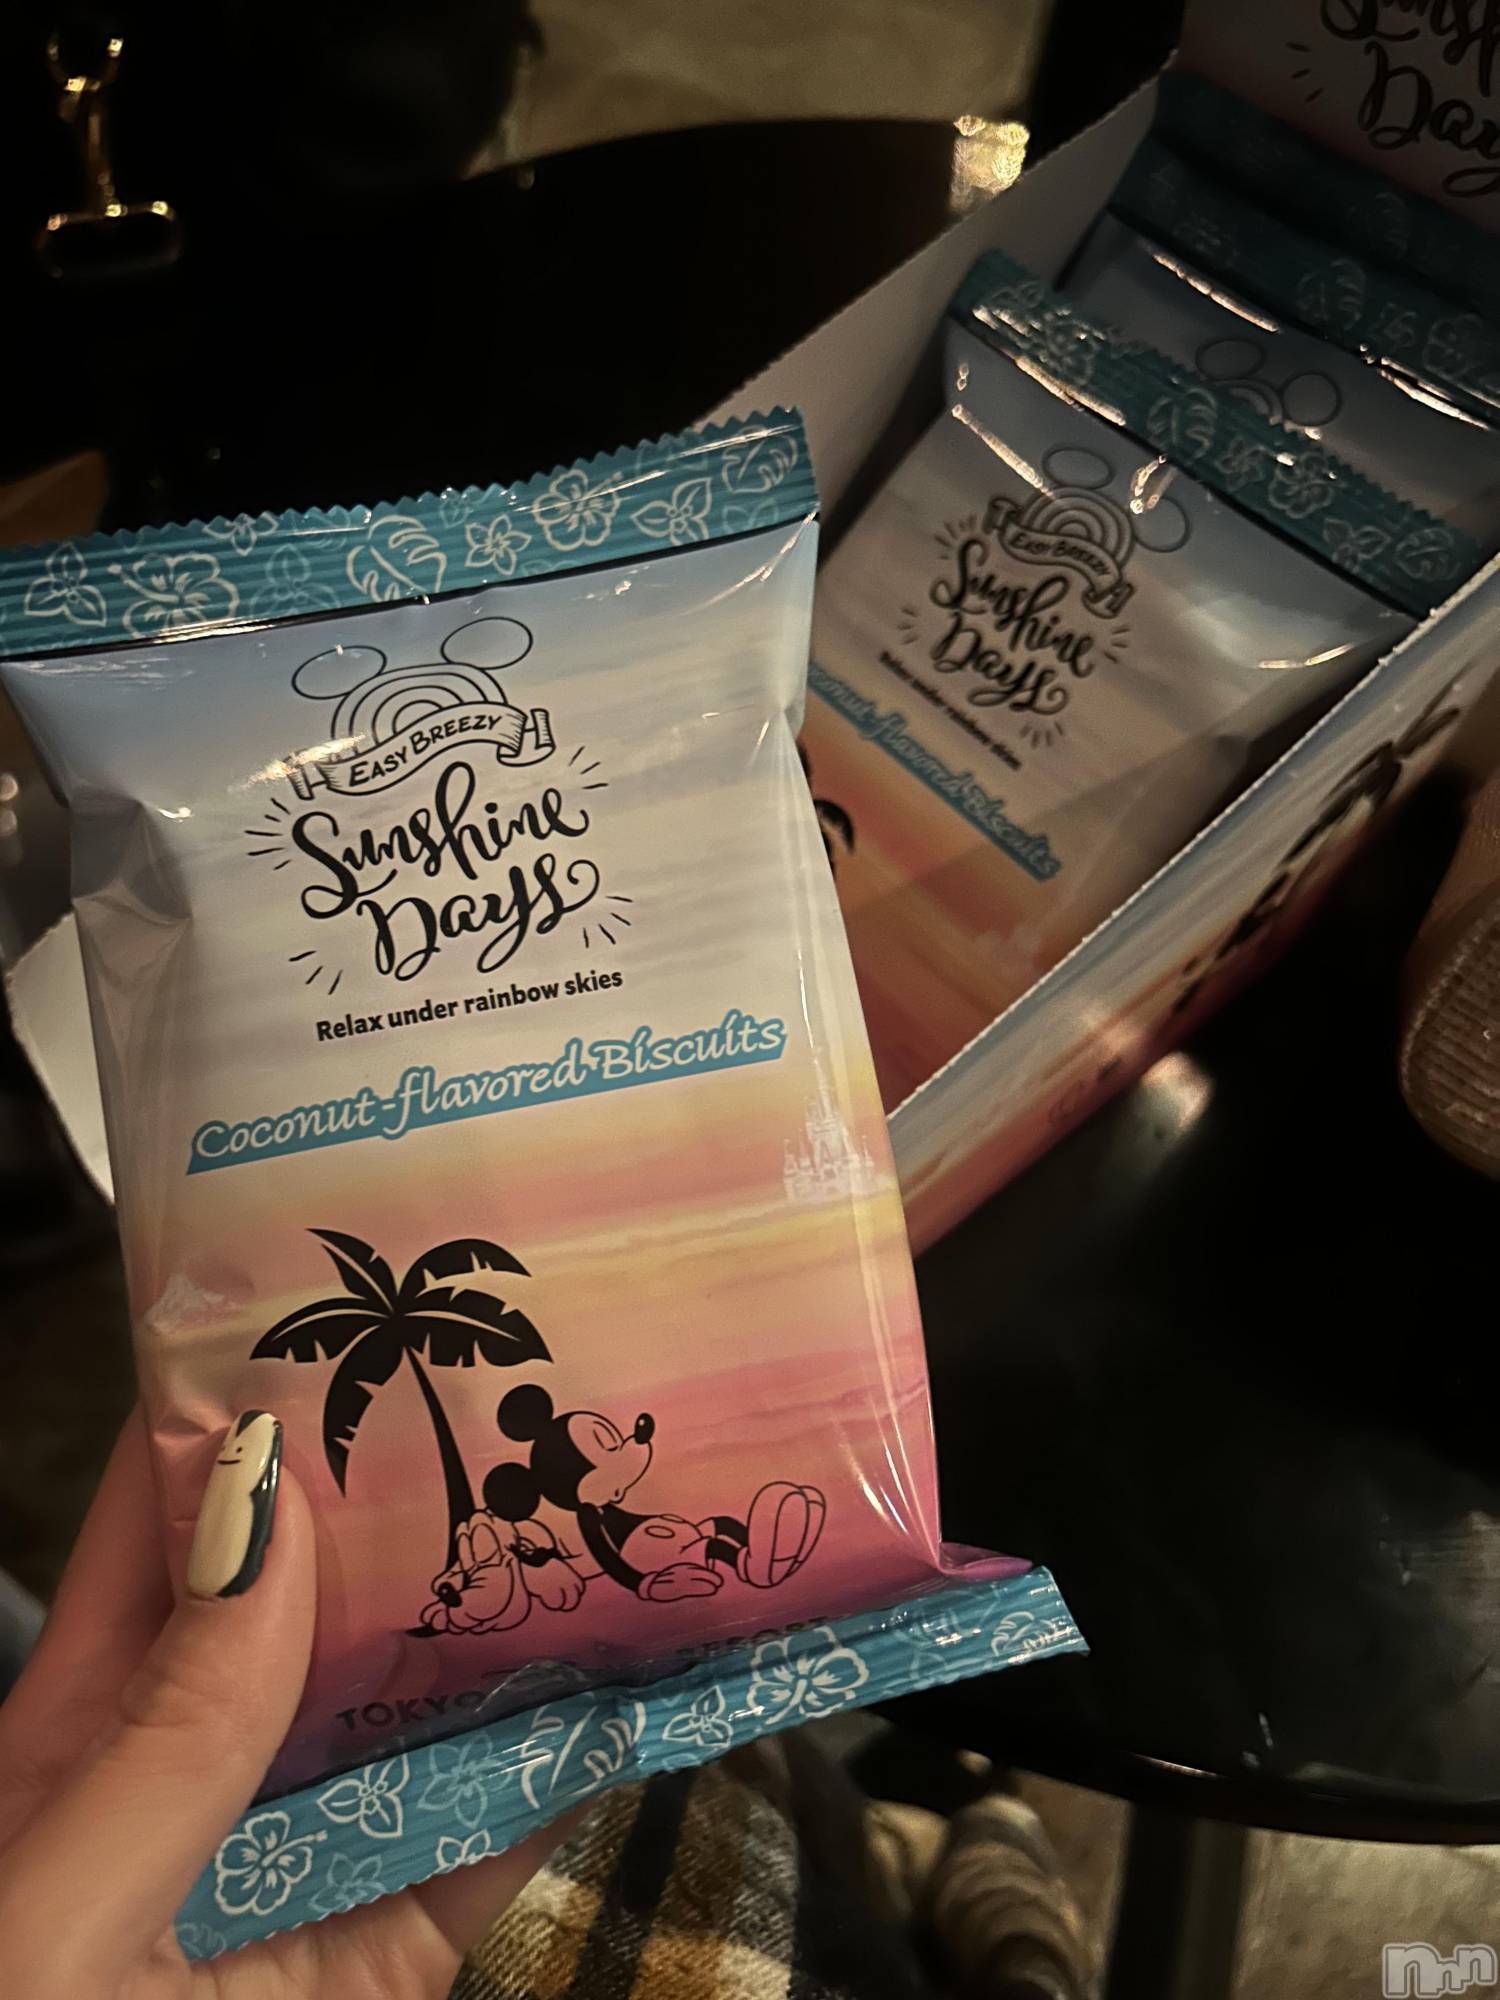 EASY BREEZY
Sunshine
Days
Relax under rainbow skies
Coconut-flavored Biscuits
TOKYO
EASY BREEZY
Sunshine
Days
Relax under rainbow skies
Coconut-flavored Biscuits
nnn